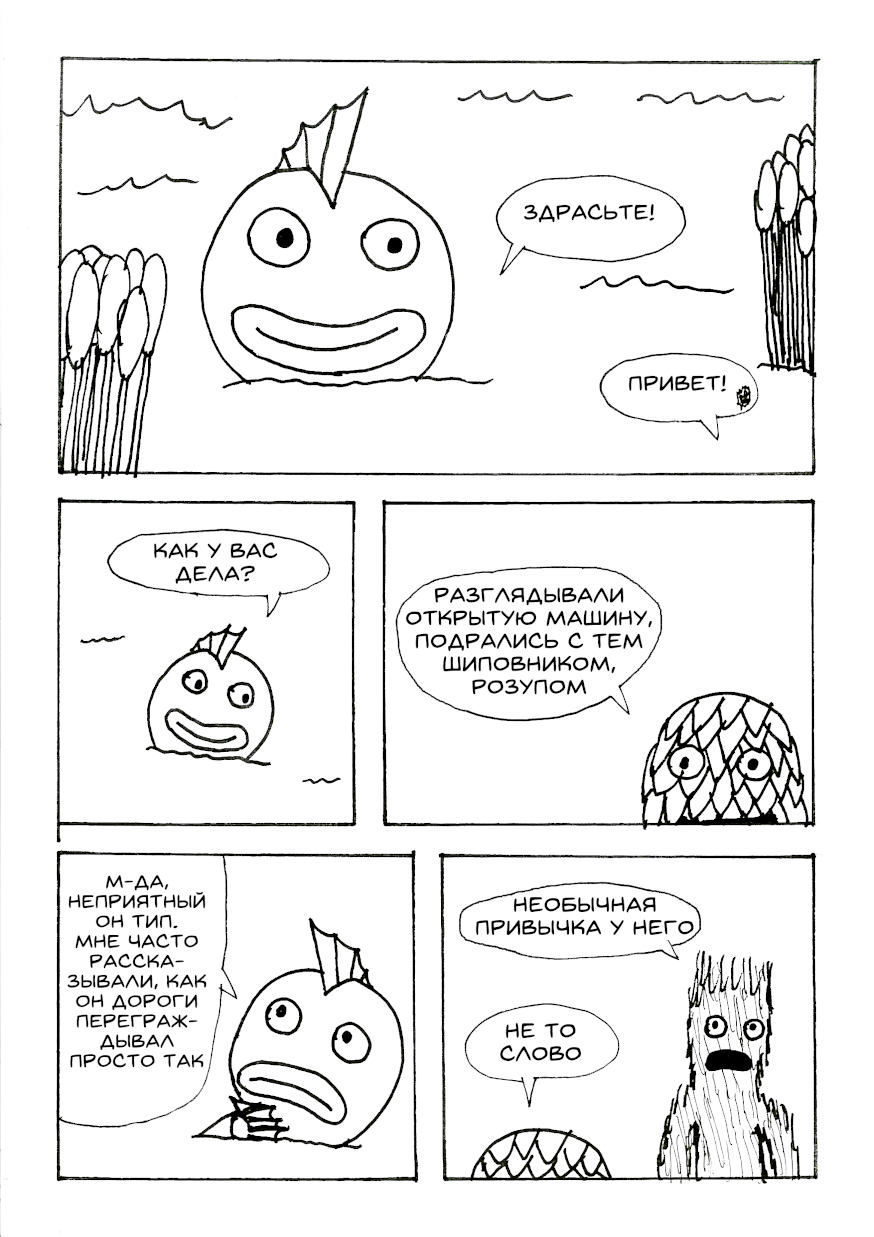 ЗДРАСЬТЕ!
ПРИВЕТ!
КАК У ВАС
ДЕЛА?
РАЗГЛЯДЫВАЛИ
ОТКРЫТУЮ МАШИНУ,
ПОДРАЛИСЬ С ТЕМ
ШИПОВНИКОМ,
РОЗУПОМ
М-ДА,
НЕПРИЯТНЫЙ
ОН ТИП.
МНЕ ЧАСТО
РАССКА-
ЗЫВАЛИ, КАК
ОН ДОРОГИ
ПЕРЕГРАЖ-
ДЫВАЛ
ПРОСТО ТАК
НЕОБЫЧНАЯ
ПРИВЫЧКА У НЕГО
НЕ ТО
СЛОВО